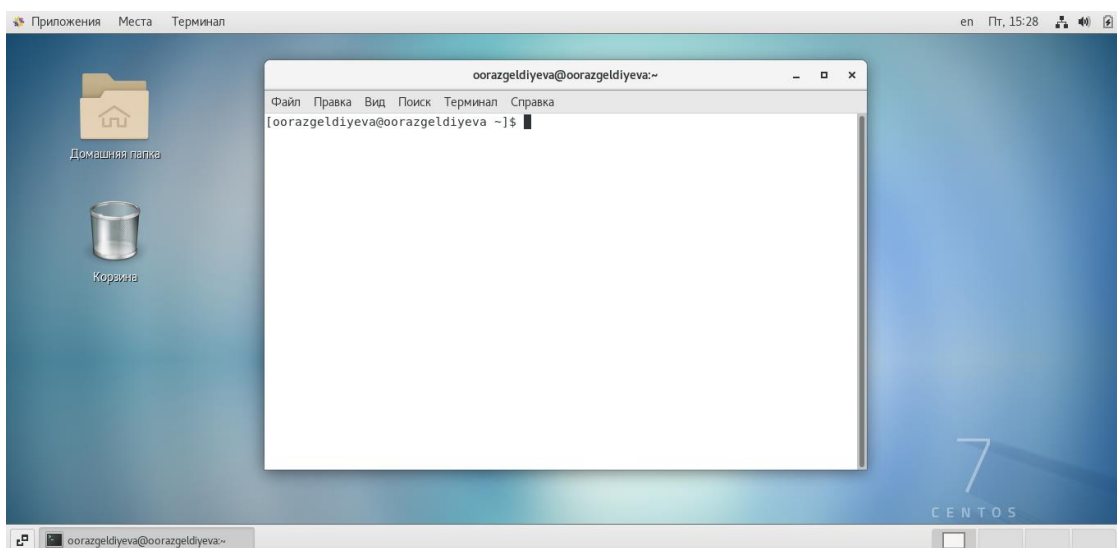 Приложения Места Терминал en Пт, 15:28
oorazgeldiyeva@oorazgeldiyeva:~
Файл Правка Вид Поиск Терминал Справка
[oorazgeldiyeva@oorazgeldiyeva ~]$
Домашняя папка
Корзина
7
CENTOS
oorazgeldiyeva@oorazgeldiyeva:~